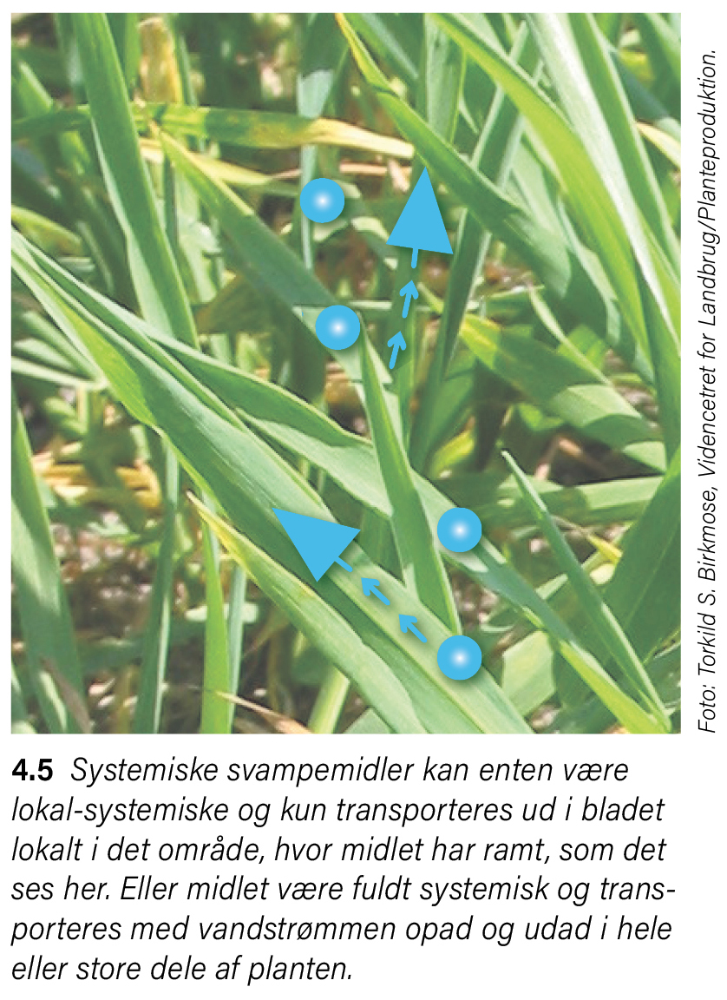 Foto: Torkild S. Birkmose, Videncetret for Landbrug/Planteproduktion.
4.5 Systemiske svampemidler kan enten være
lokal-systemiske og kun transporteres ud i bladet
lokalt i det område, hvor midlet har ramt, som det
ses her. Eller midlet være fuldt systemisk og trans-
porteres med vandstrømmen opad og udad i hele
eller store dele af planten.